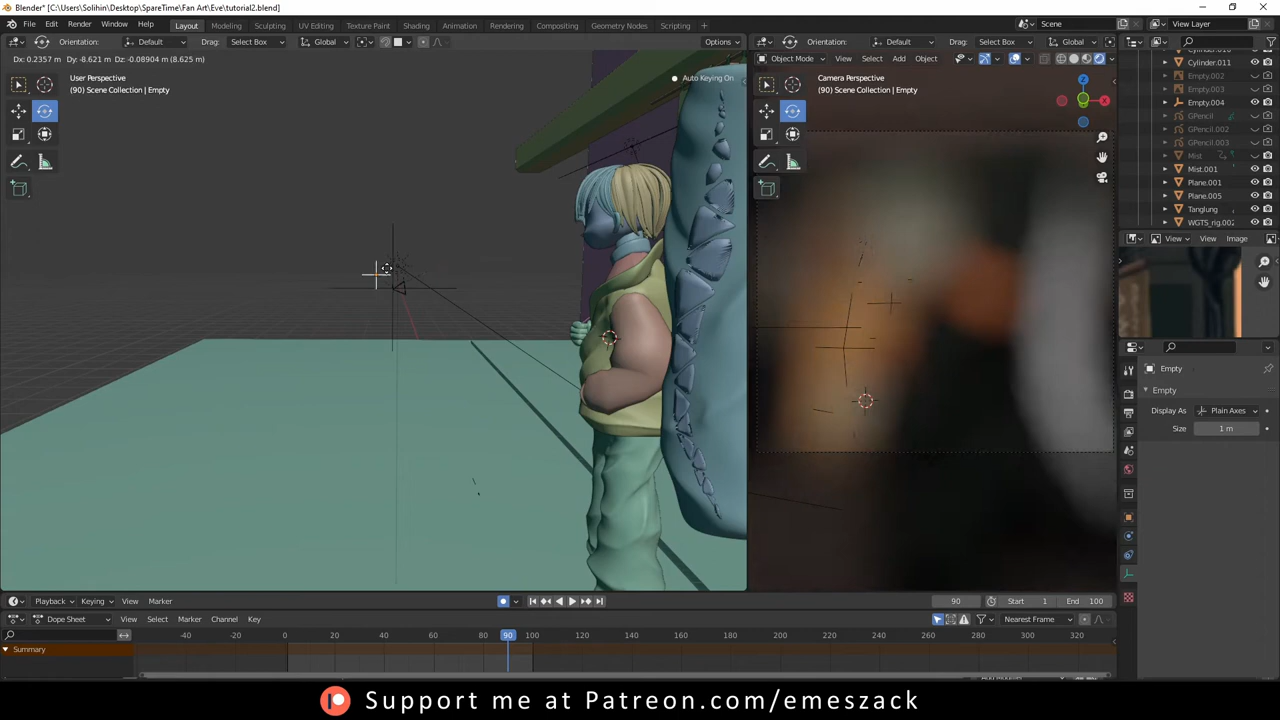 Blender* [C:\Users\Solihin\Desktop\SpareTime\Fan Art\Eve\tutorial2.blend]
File Edit Render Window Help Layout Modeling Sculpting UV Editing Texture Paint Shading Animation Rendering Compositing Geometry Nodes Scripting Scene View Layer
Orientation: Default Drag: Select Box Global Options Orientation: Default Drag: Select Box Global
Dx: 0.2357 m Dy: -8.621 m Dz: -0.08904 m (8.625 m)
Object Mode View Select Add Object
User Perspective
(90) Scene Collection | Empty
Auto Keying On
Camera Perspective
(90) Scene Collection | Empty
Cylinder.011
Empty.002
Empty.003
Empty.004
GPencil
GPencil.002
GPencil.003
Mist
Mist.001
Plane.001
Plane.005
Tanglung
WGTS_rig.002
View View Image
Empty
Empty
Display As Plain Axes
Size 1 m
Playback Keying View Marker 90 Start 1 End 100
Dope Sheet View Select Marker Channel Key Nearest Frame
-40 0 20 40 60 80 90 100 120 140 160 180 200 220 240 260 280 300 320
Summary
Support me at Patreon.com/emeszack